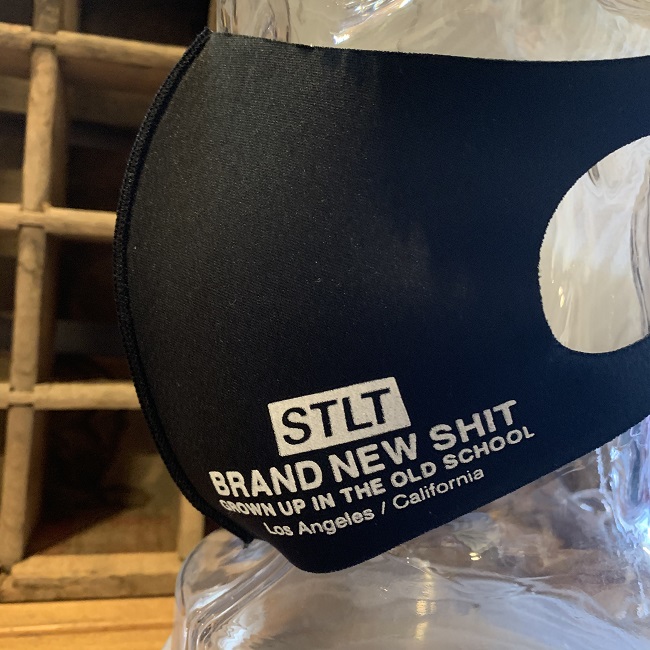 STLT
BRAND NEW SHIT
GROWN UP IN THE OLD SCHOOL
Los Angeles / California